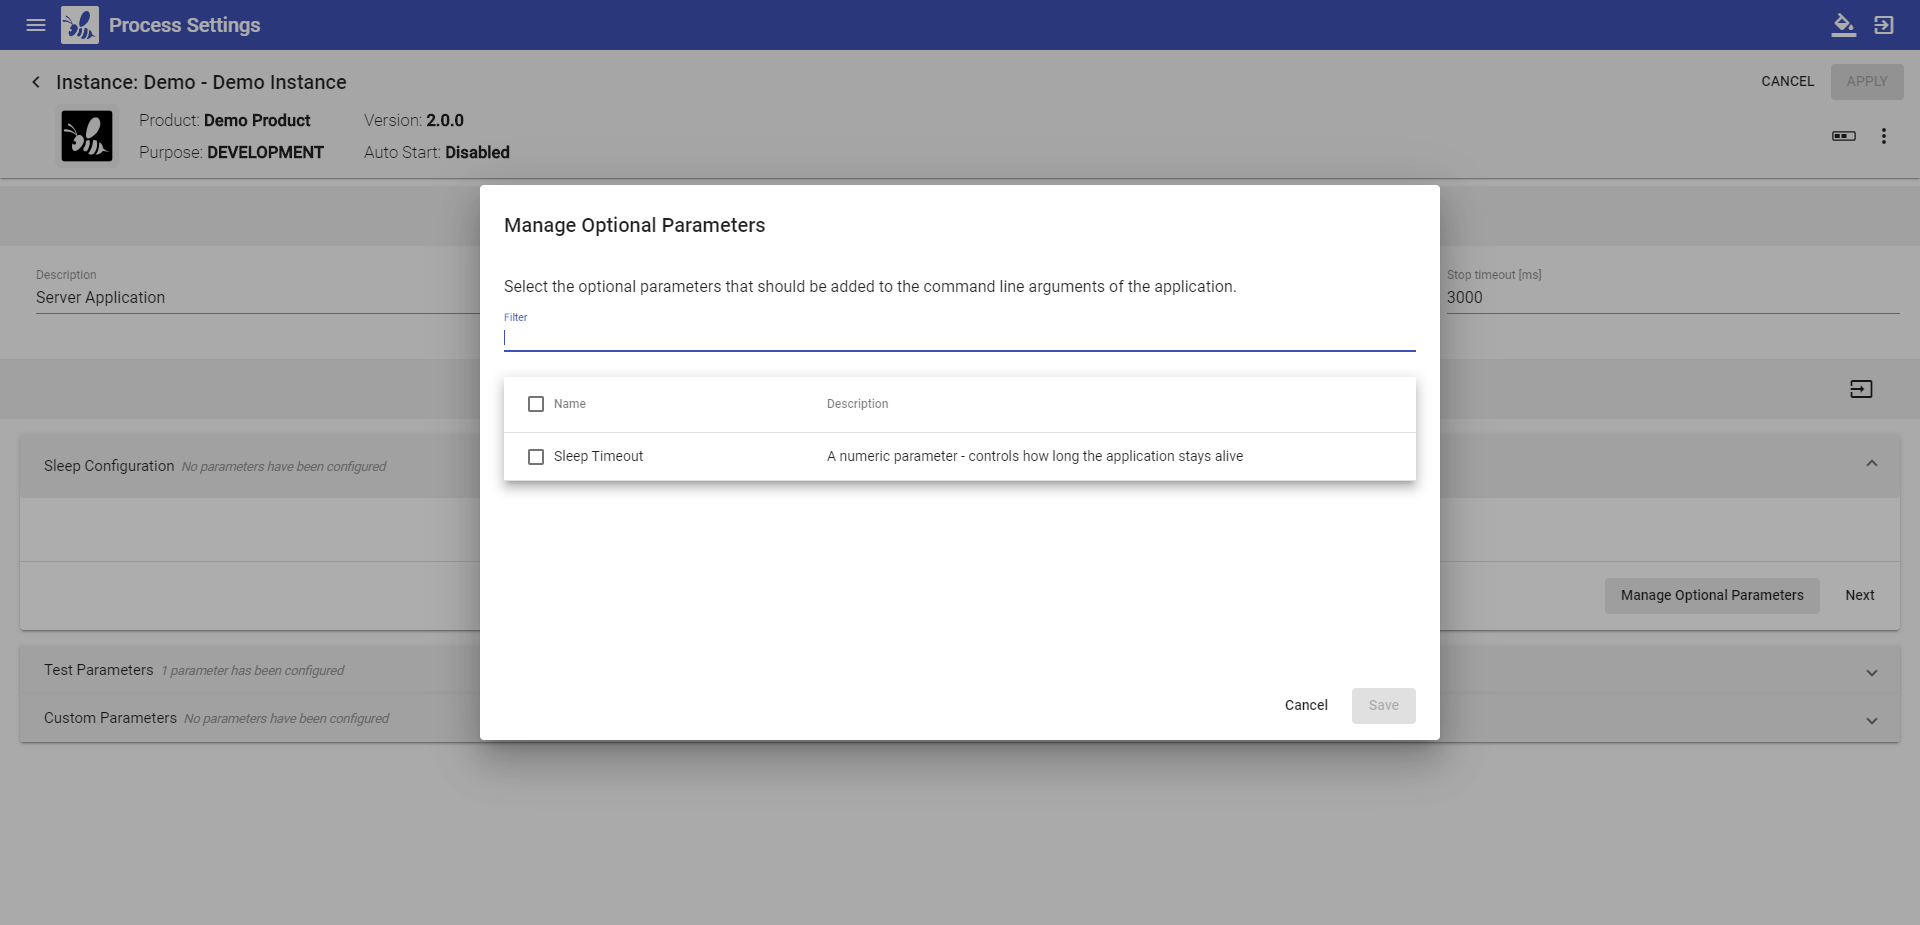 Process Settings
Instance: Demo - Demo Instance
CANCEL
APPLY
Product: Demo Product
Version: 2.0.0
Purpose: DEVELOPMENT
Auto Start: Disabled
Manage Optional Parameters
Select the optional parameters that should be added to the command line arguments of the application.
Filter
Name
Description
Sleep Timeout
A numeric parameter - controls how long the application stays alive
Cancel
Save
Description
Server Application
Stop timeout [ms]
3000
Sleep Configuration No parameters have been configured
Manage Optional Parameters
Next
Test Parameters 1 parameter has been configured
Custom Parameters No parameters have been configured